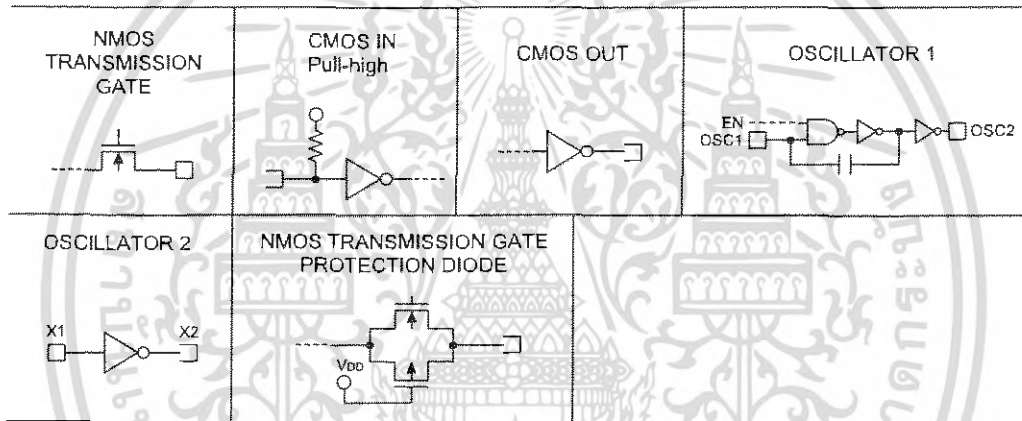 NMOS
TRANSMISSION
GATE
CMOS IN
Pull-high
CMOS OUT
OSCILLATOR 1
EN
OSC1
OSC2
OSCILLATOR 2
X1
X2
NMOS TRANSMISSION GATE
PROTECTION DIODE
VDD